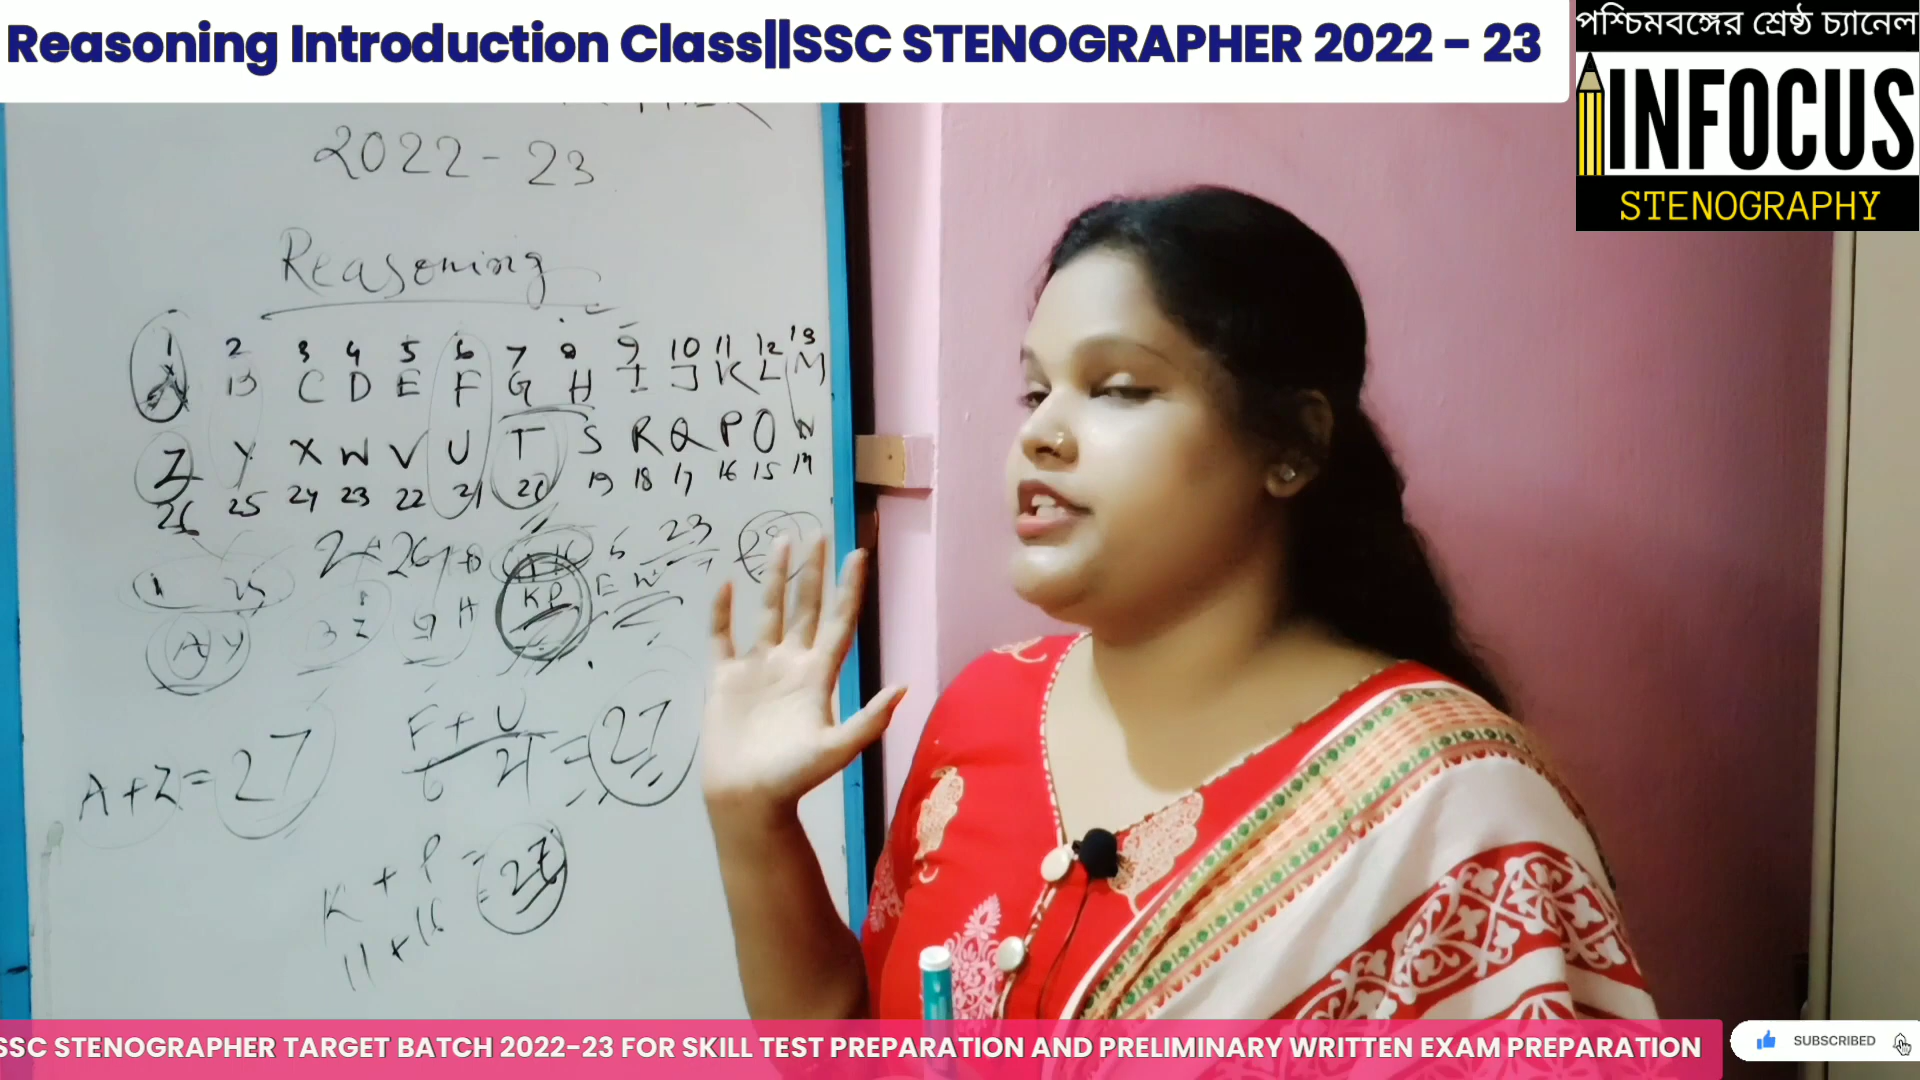 Reasoning Introduction Class||SSC STENOGRAPHER 2022 - 23
পশ্চিমবঙ্গের শ্রেষ্ঠ চ্যানেল
INFOCUS
STENOGRAPHY
2022-23
Reasoning
1 2 3 4 5 6 7 8 9 10 11 12 13
A B C D E F G H I J K L M
Z Y X W V U T S R Q P O N
26 25 24 23 22 21 20 19 18 17 16 15 14
23
KP E W
A Y
F + U
6 21 = 27
A+Z=27
K + P = 27
11 + 16
SSC STENOGRAPHER TARGET BATCH 2022-23 FOR SKILL TEST PREPARATION AND PRELIMINARY WRITTEN EXAM PREPARATION
SUBSCRIBED